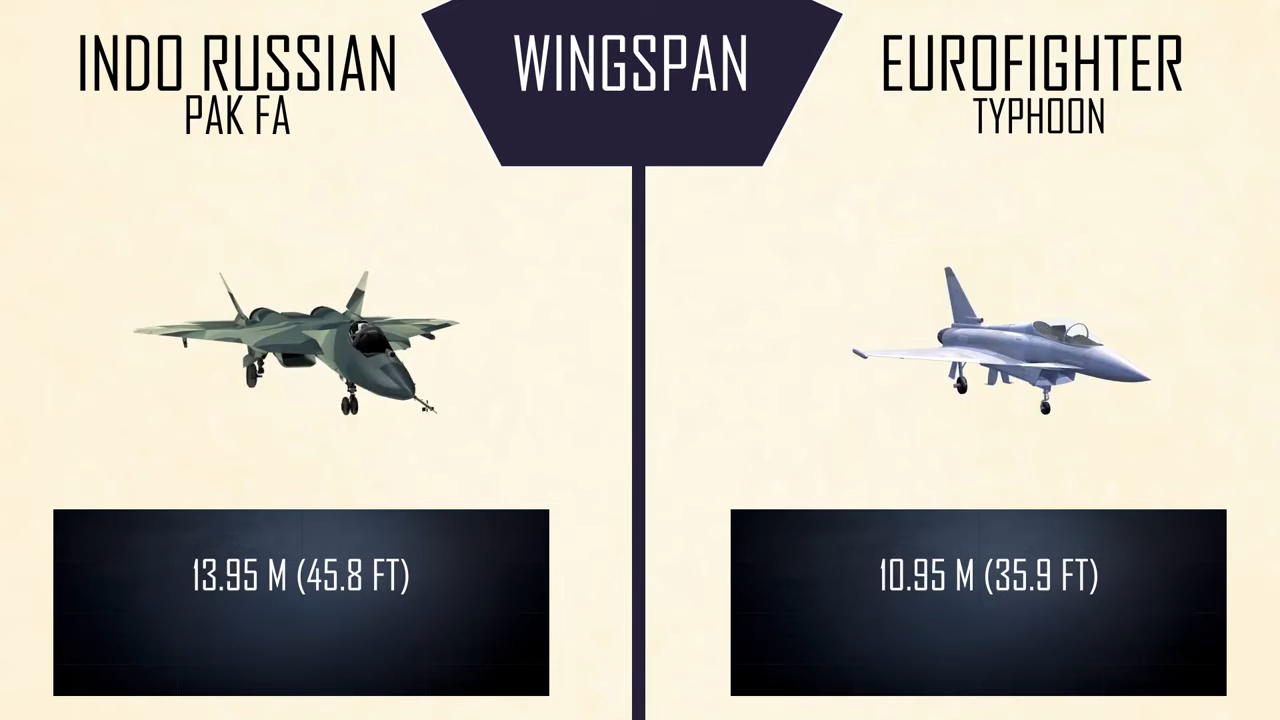 INDO RUSSIAN
PAK FA
WINGSPAN
EUROFIGHTER
TYPHOON
13.95 M (45.8 FT)
10.95 M (35.9 FT)